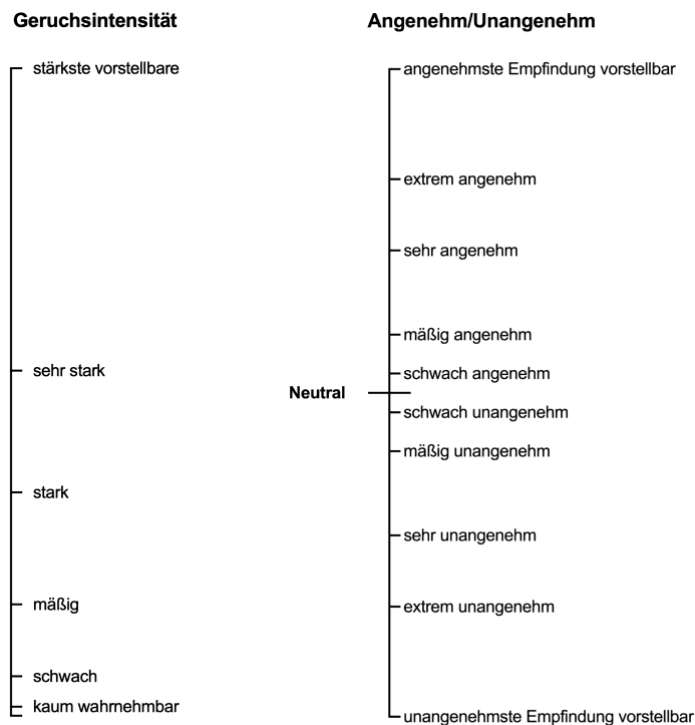 Geruchsintensität
stärkste vorstellbare
sehr stark
stark
mäßig
schwach
kaum wahrnehmbar
Angenehm/Unangenehm
angenehmste Empfindung vorstellbar
extrem angenehm
sehr angenehm
mäßig angenehm
schwach angenehm
Neutral
schwach unangenehm
mäßig unangenehm
sehr unangenehm
extrem unangenehm
unangenehmste Empfindung vorstellbar